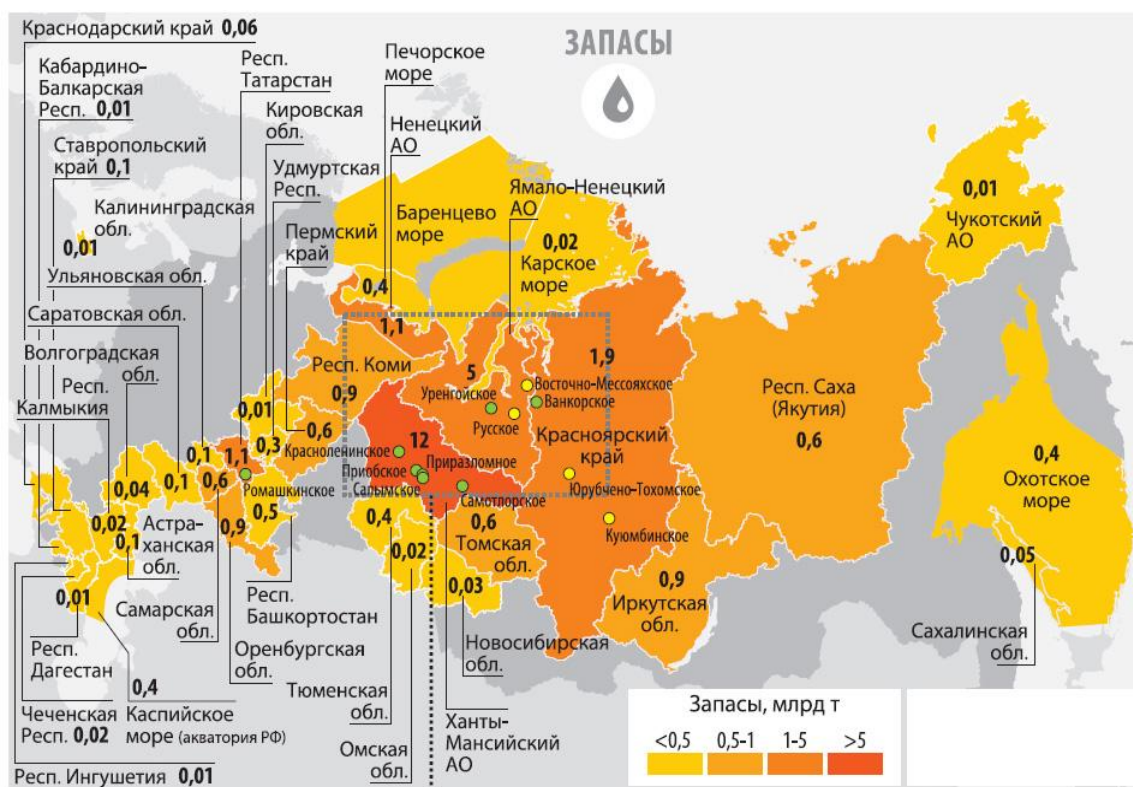 ЗАПАСЫ
Краснодарский край 0,06
Кабардино-
Балкарская
Респ. 0,01
Ставропольский
край 0,1
Калининградская
обл.
0,01
Ульяновская обл.
Саратовская обл.
Волгоградская
обл.
Респ.
Калмыкия
Респ.
Татарстан
Кировская
обл.
Удмуртская
Респ.
Пермский
край
Печорское
море
Ненецкий
АО
Ямало-Ненецкий
АО
Баренцево
море
0,02
Карское
море
0,01
Чукотский
АО
0,4
1,1
Респ. Коми
0,9
5
Уренгойское
Русское
1,9
Восточно-Мессояхское
Ванкорское
Красноярский
край
Юрубчено-Тохомское
Куюмбинское
Респ. Саха
(Якутия)
0,6
0,4
Охотское
море
0,05
Сахалинская
обл.
0,01
0,3
0,6
Красноленинское
12
Приобское
Приразломное
Салымское
Самотлорское
0,6
Томская
обл.
0,1
1,1
0,6
Ромашкинское
0,5
0,9
0,04
0,1
0,02
0,1
Астра-
ханская
обл.
0,4
0,02
0,03
0,9
Иркутская
обл.
0,01
Самарская
обл.
Респ.
Башкортостан
Оренбургская
обл.
Новосибирская
обл.
Тюменская
обл.
Омская
обл.
Ханты-
Мансийский
АО
Респ.
Дагестан
0,4
Каспийское
море (акватория РФ)
Чеченская
Респ. 0,02
Респ. Ингушетия 0,01
Запасы, млрд т
<0,5 0,5-1 1-5 >5